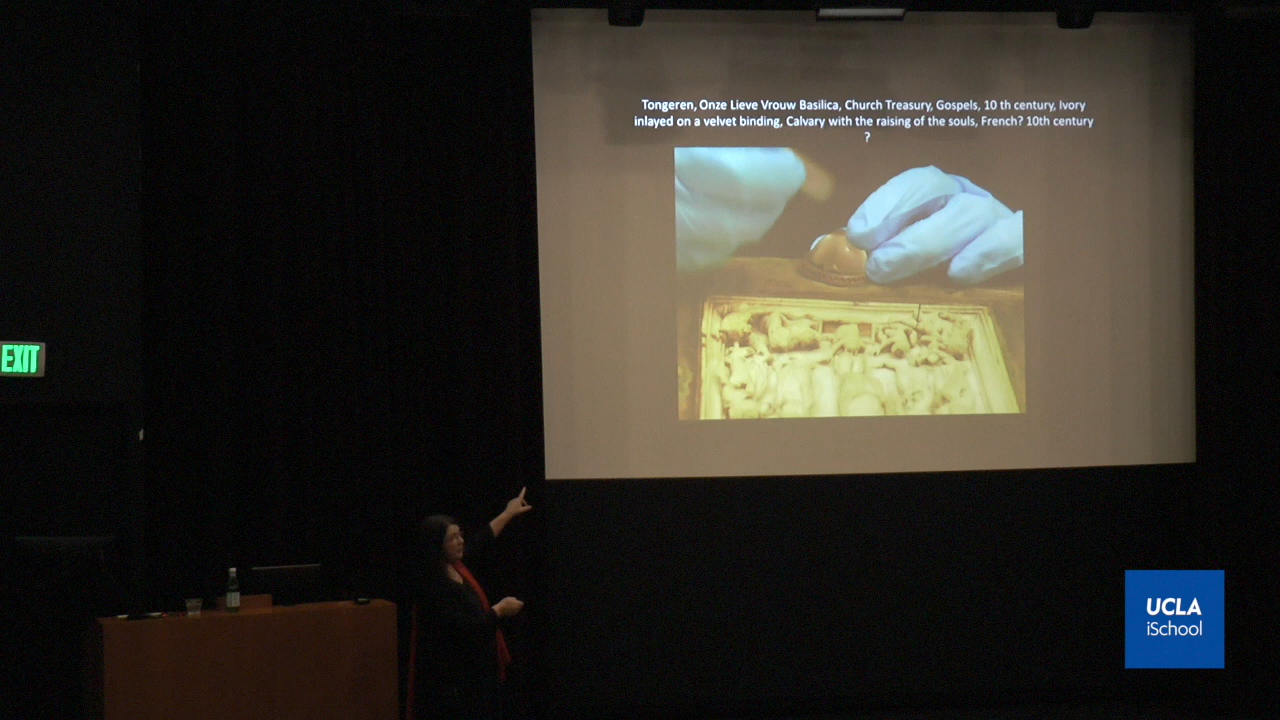 Tongeren, Onze Lieve Vrouw Basilica, Church Treasury, Gospels, 10 th century, Ivory
inlayed on a velvet binding, Calvary with the raising of the souls, French? 10th century
?
EXIT
UCLA
iSchool